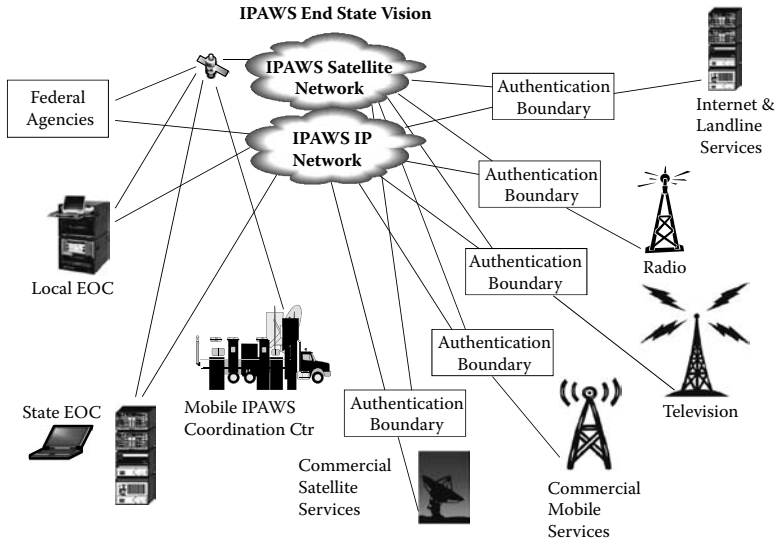 IPAWS End State Vision
IPAWS Satellite
Network
Federal
Agencies
Authentication
Boundary
Internet &
Landline
Services
IPAWS IP
Network
Authentication
Boundary
Radio
Local EOC
Authentication
Boundary
Authentication
Boundary
Television
State EOC
Mobile IPAWS
Coordination Ctr
Authentication
Boundary
Commercial
Satellite
Services
Commercial
Mobile
Services